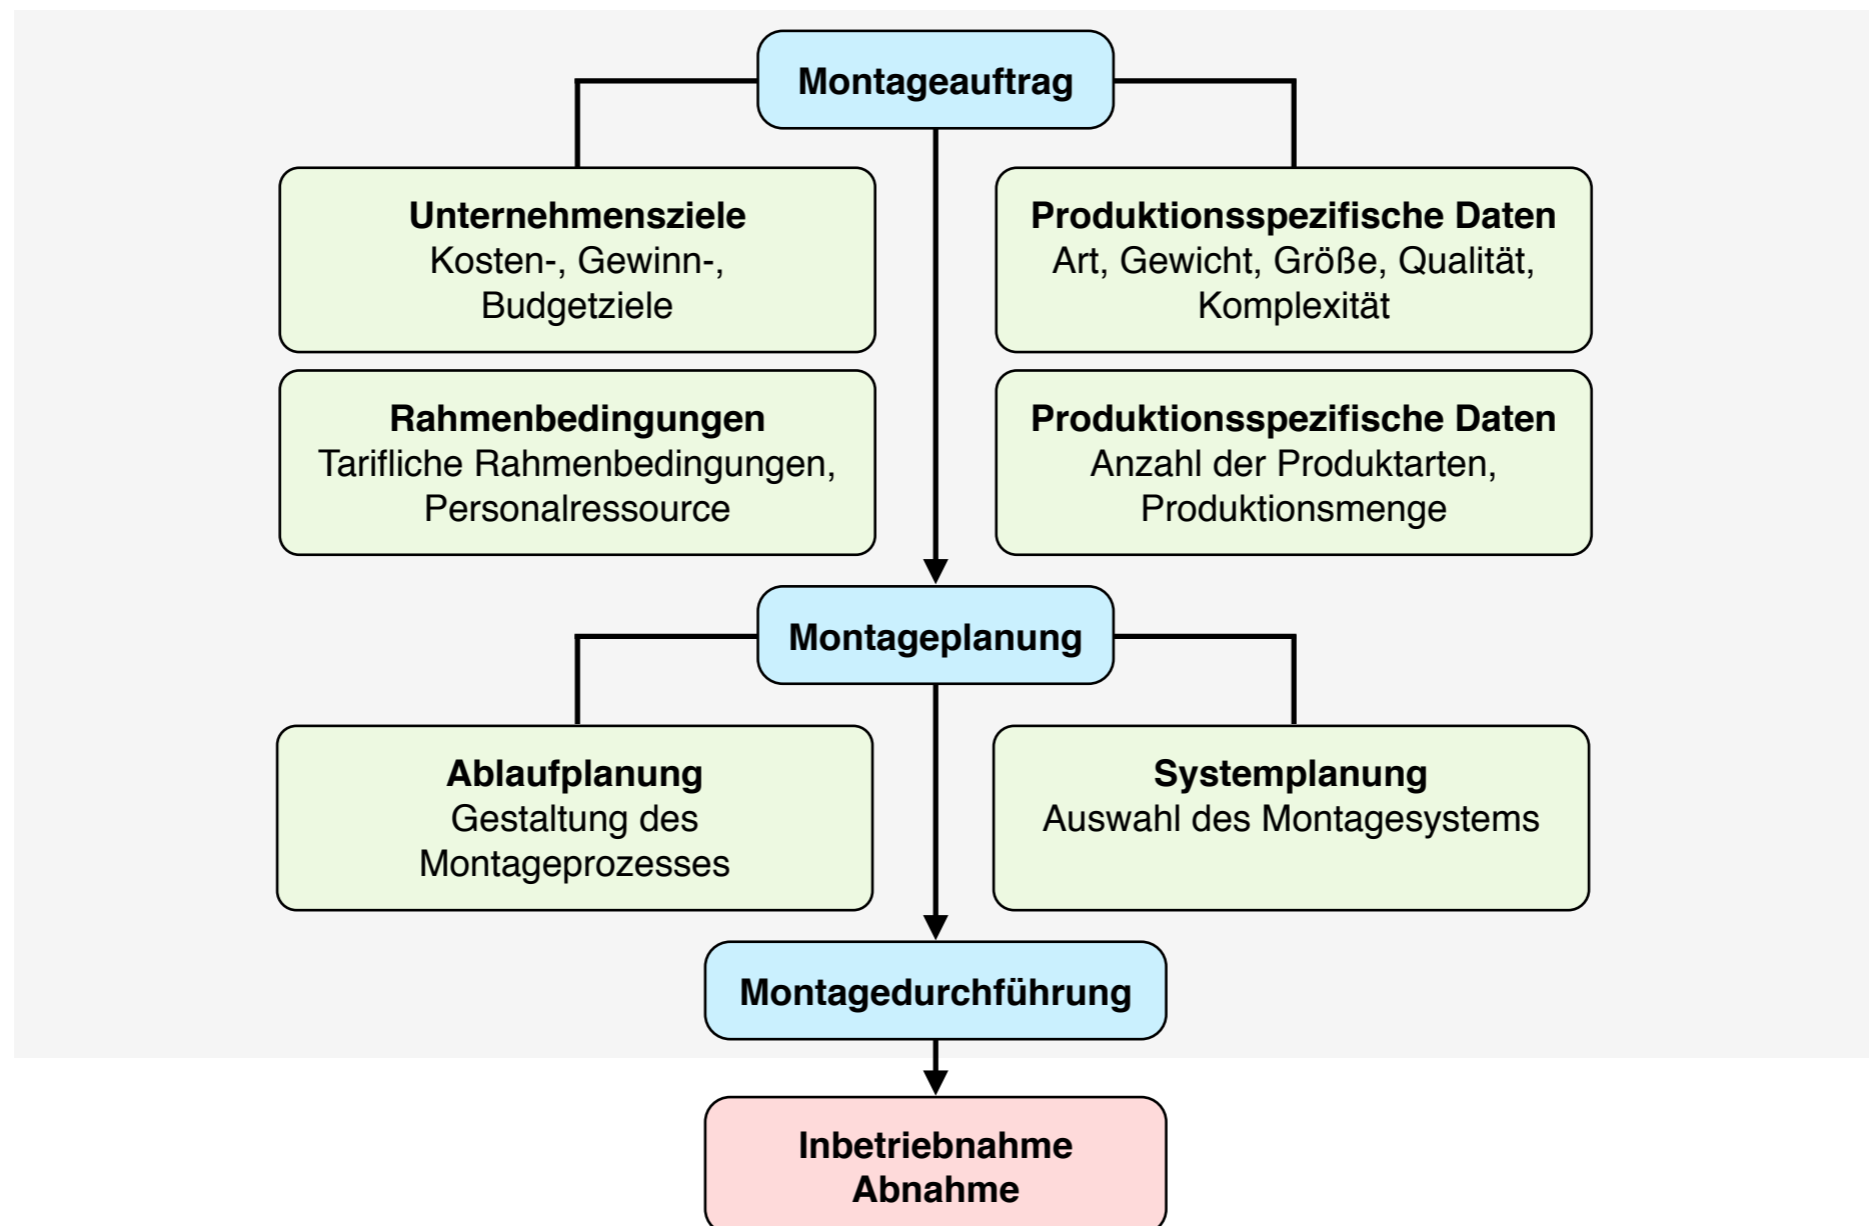 Montageauftrag
Unternehmensziele
Kosten-, Gewinn-,
Budgetziele
Produktionsspezifische Daten
Art, Gewicht, Größe, Qualität,
Komplexität
Rahmenbedingungen
Tarifliche Rahmenbedingungen,
Personalressource
Produktionsspezifische Daten
Anzahl der Produktarten,
Produktionsmenge
Montageplanung
Ablaufplanung
Gestaltung des
Montageprozesses
Systemplanung
Auswahl des Montagesystems
Montagedurchführung
Inbetriebnahme
Abnahme